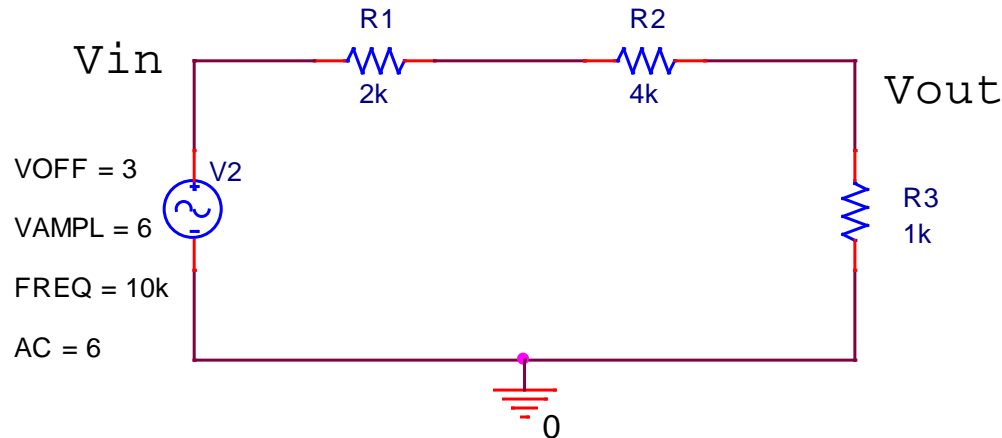 R1
R2
Vin
2k
4k
Vout
VOFF = 3
V2
VAMPL = 6
R3
1k
FREQ = 10k
AC = 6
0